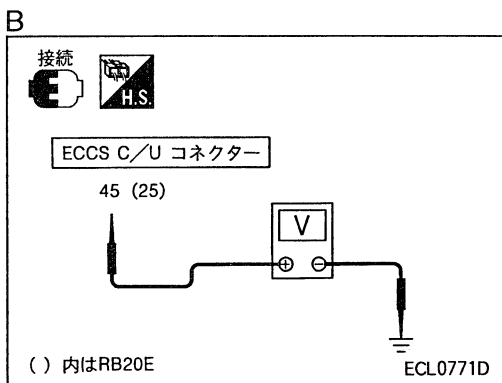 B
接続
H.S.
ECCS C／U コネクター
45 (25)
V
⊕ ⊖
( ) 内はRB20E
ECL0771D